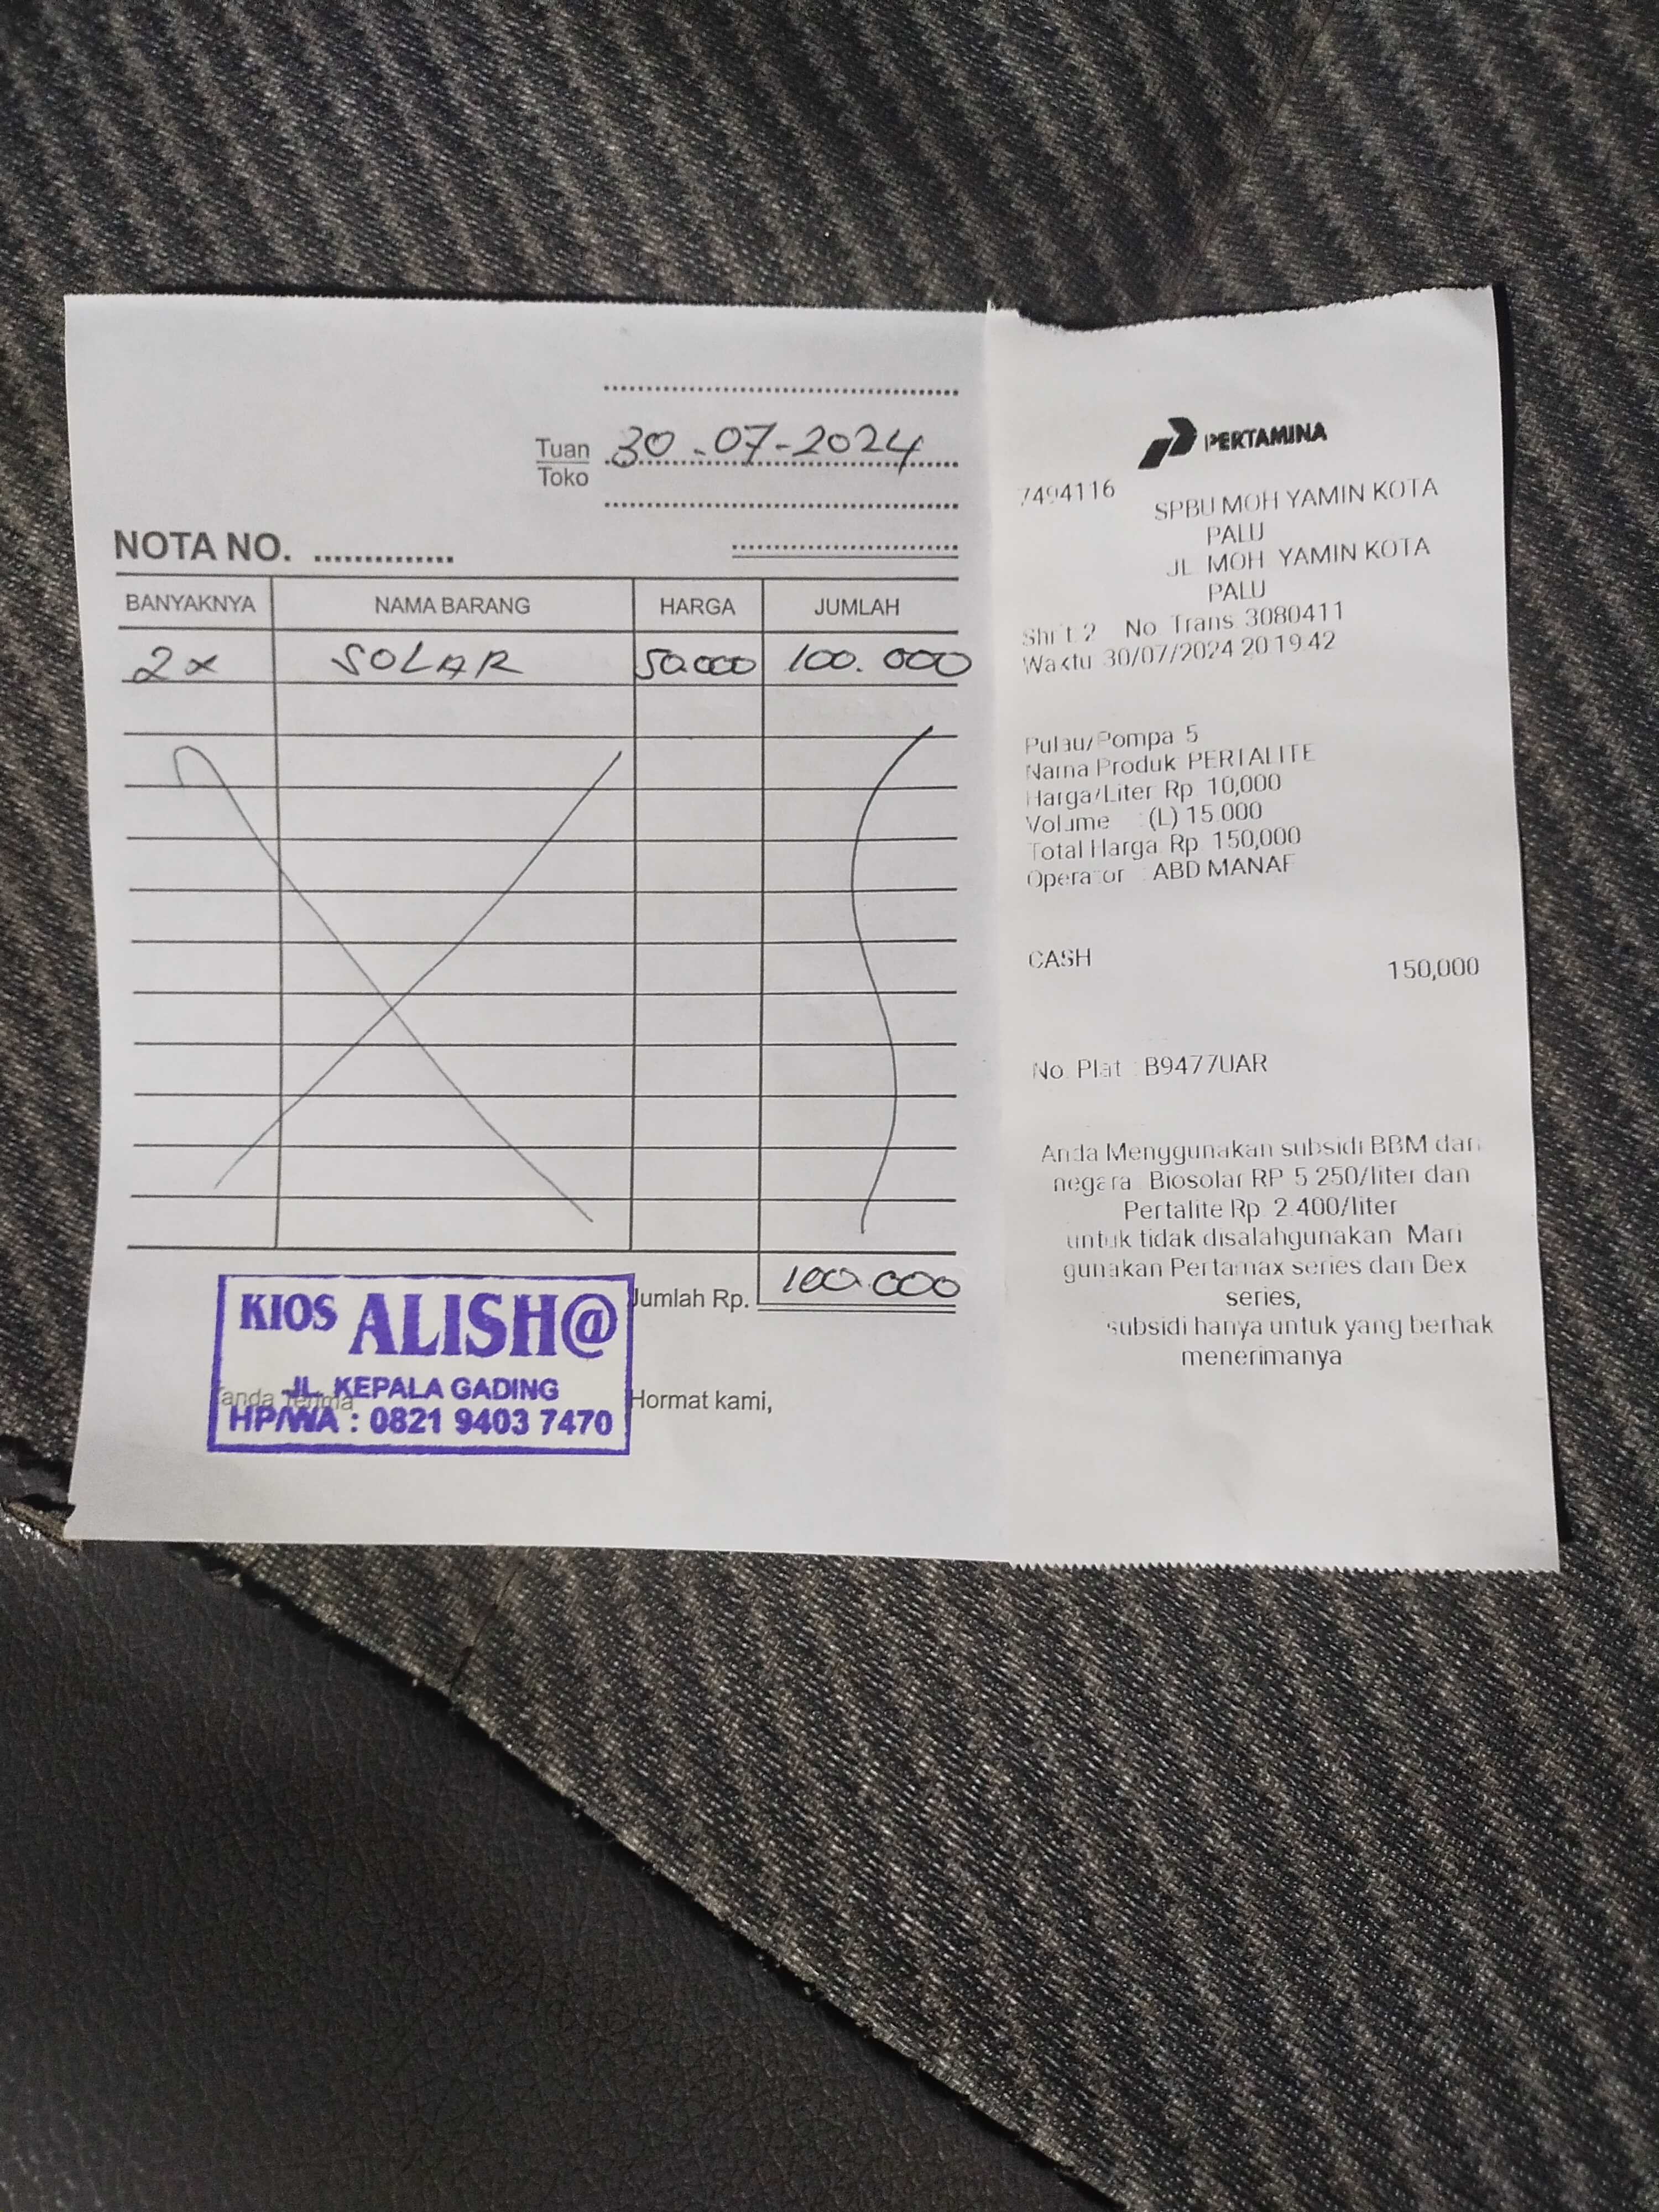 Tuan
Toko
30-07-2024
NOTA NO. ..............
BANYAKNYA NAMA BARANG HARGA JUMLAH
2x SOLAR 50.000 100.000
Jumlah Rp. 100.000
KIOS ALISH@
JL. KEPALA GADING
HP/WA : 0821 9403 7470
Tanda Terima
Hormat kami,
PERTAMINA
7494116
SPBU MOH YAMIN KOTA
PALU
JL MOH YAMIN KOTA
PALU
Shift 2 No Trans 3080411
Waktu 30/07/2024 20 19 42
Pulau/Pompa 5
Nama Produk PERTALITE
Harga/Liter Rp 10,000
Volume : (L) 15.000
Total Harga Rp 150,000
Operator : ABD MANAF
CASH 150,000
No. Plat : B9477UAR
Anda Menggunakan subsidi BBM dari
negara Biosolar RP 5.250/liter dan
Pertalite Rp 2.400/liter
untuk tidak disalahgunakan Mari
gunakan Pertamax series dan Dex
series,
subsidi hanya untuk yang berhak
menerimanya